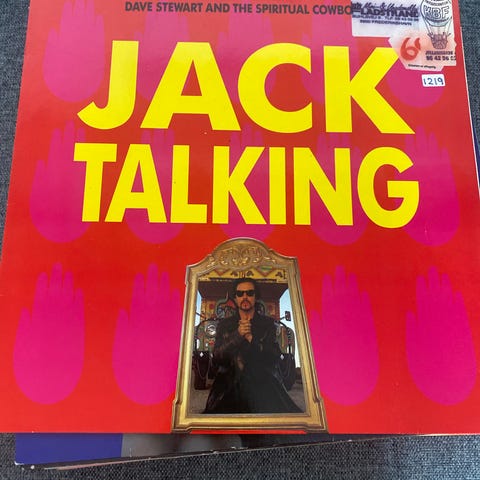 DAVE STEWART AND THE SPIRITUAL COWBO
JACK
TALKING
1219